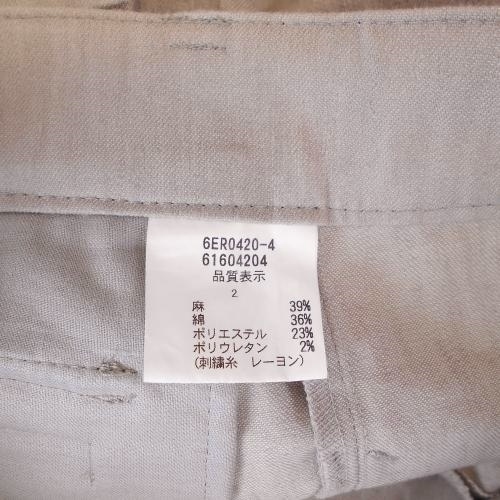 6ER0420-4
61604204
品質表示
2
麻 39%
綿 36%
ポリエステル 23%
ポリウレタン 2%
(刺繍糸 レーヨン)